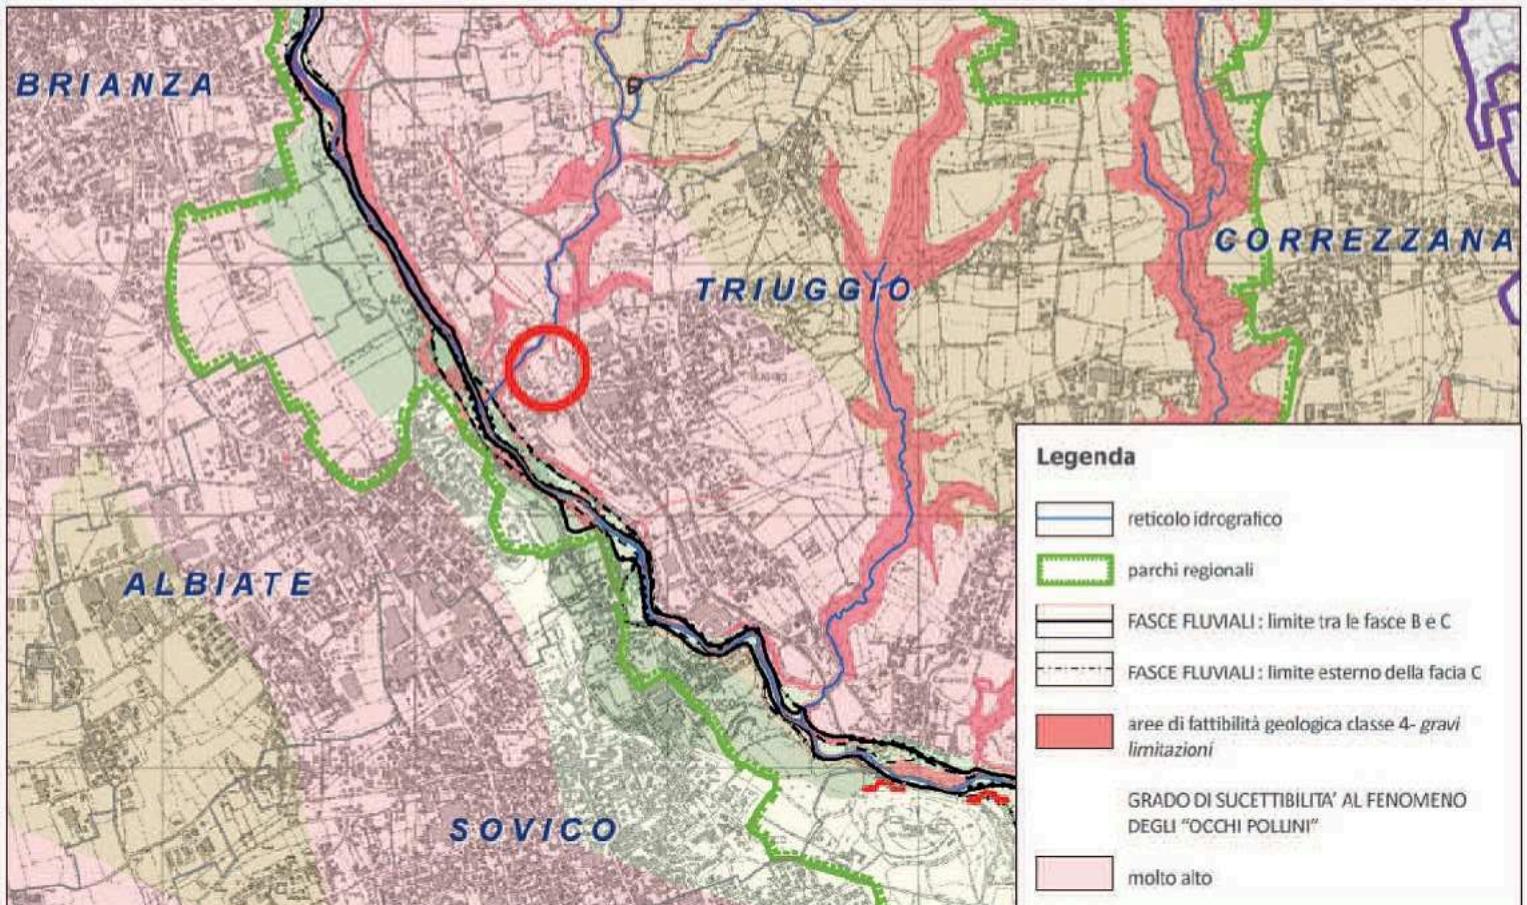 BRIANZA
CORREZZANA
TRIUGGIO
ALBIATE
SOVICO
Legenda
reticolo idrografico
parchi regionali
FASCE FLUVIALI: limite tra le fasce B e C
FASCE FLUVIALI: limite esterno della facia C
aree di fattibilità geologica classe 4- gravi
limitazioni
GRADO DI SUCETTIBILITA' AL FENOMENO
DEGLI "OCCHI POLLINI"
molto alto